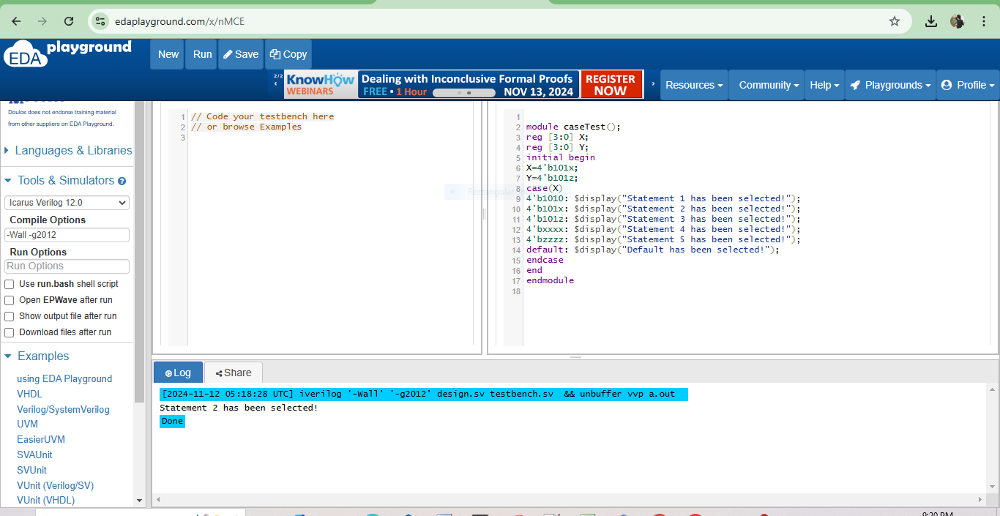 edaplayground.com/x/nMCE
EDA playground
New Run Save Copy
2/2
KnowHow
WEBINARS
Dealing with Inconclusive Formal Proofs
FREE • 1 Hour NOV 13, 2024
REGISTER
NOW
Resources Community Help Playgrounds Profile
Doulos does not endorse training material
from other suppliers on EDA Playground.
Languages & Libraries
Tools & Simulators
Icarus Verilog 12.0
Compile Options
-Wall -g2012
Run Options
Run Options
Use run.bash shell script
Open EPWave after run
Show output file after run
Download files after run
Examples
using EDA Playground
VHDL
Verilog/SystemVerilog
UVM
EasierUVM
SVAUnit
SVUnit
VUnit (Verilog/SV)
VUnit (VHDL)
1 // Code your testbench here
2 // or browse Examples
3
Rectangular
1
2 module caseTest();
3 reg [3:0] X;
4 reg [3:0] Y;
5 initial begin
6 X=4'b101x;
7 Y=4'b101z;
8 case(X)
9 4'b1010: $display("Statement 1 has been selected!");
10 4'b101x: $display("Statement 2 has been selected!");
11 4'b101z: $display("Statement 3 has been selected!");
12 4'bxxxx: $display("Statement 4 has been selected!");
13 4'bzzzz: $display("Statement 5 has been selected!");
14 default: $display("Default has been selected!");
15 endcase
16 end
17 endmodule
18
Log Share
[2024-11-12 05:18:28 UTC] iverilog '-Wall' '-g2012' design.sv testbench.sv && unbuffer vvp a.out
Statement 2 has been selected!
Done